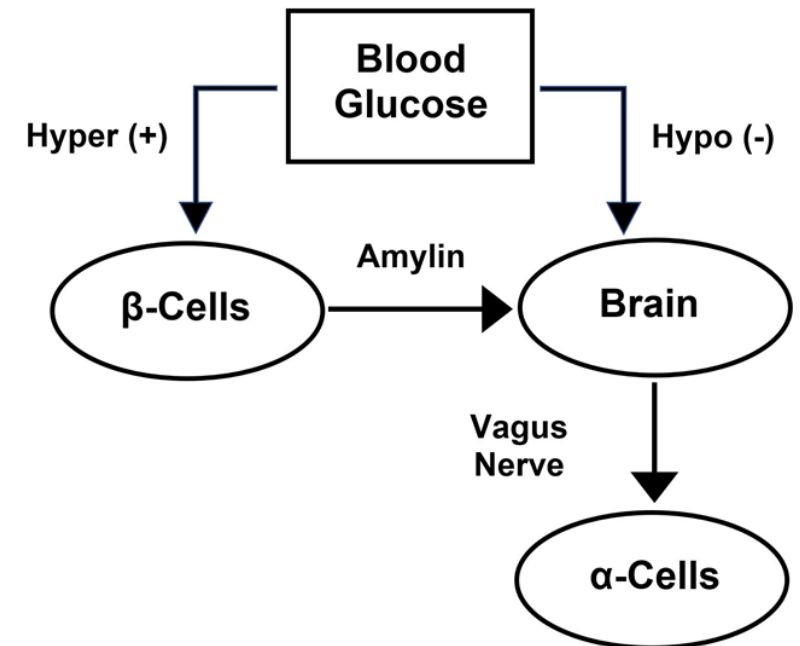 Blood
Glucose
Hyper (+)
Hypo (-)
Amylin
β-Cells
Brain
Vagus
Nerve
α-Cells